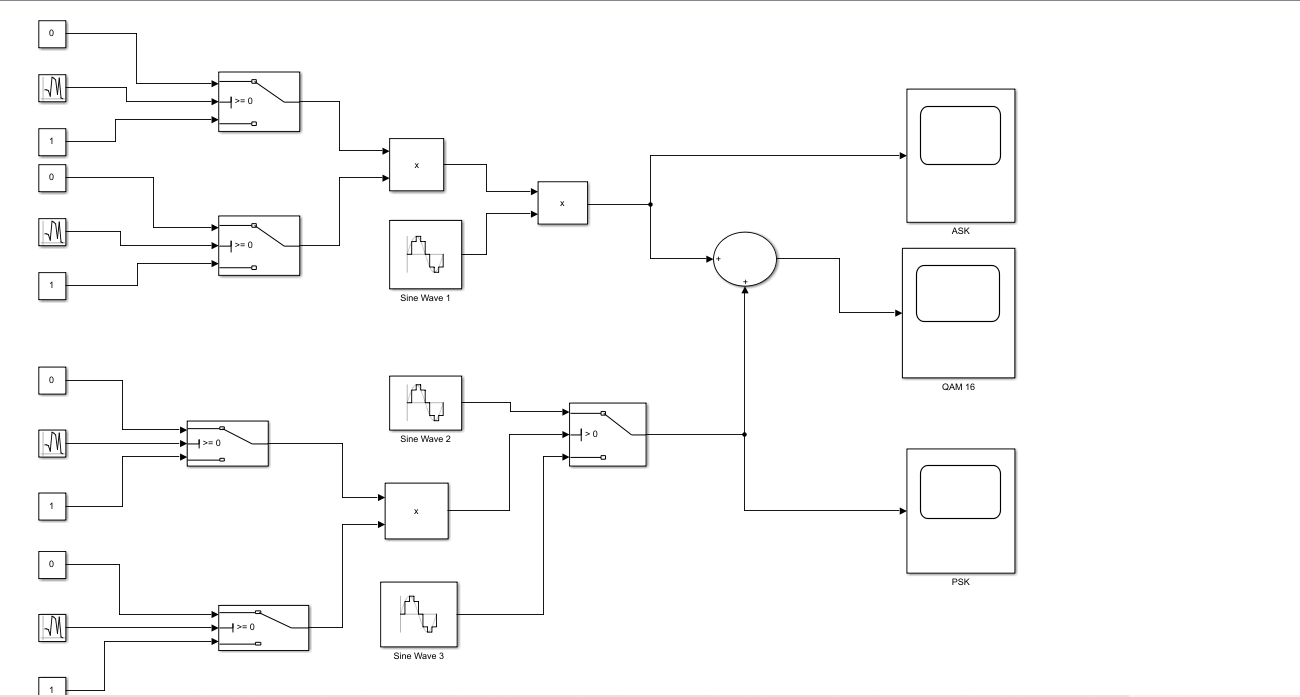 0
>= 0
1
x
0
>= 0
1
x
Sine Wave 1
+
+
ASK
QAM 16
0
>= 0
1
Sine Wave 2
> 0
x
0
>= 0
1
Sine Wave 3
PSK